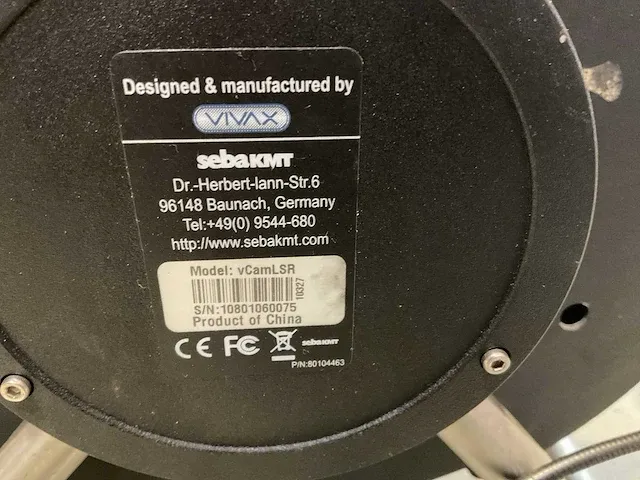 Designed & manufactured by
VIVAX
sebaKMT
Dr.-Herbert-Iann-Str.6
96148 Baunach, Germany
Tel:+49(0) 9544-680
http://www.sebakmt.com
Model: vCamLSR
10327
S/N:10801060075
Product of China
CE FC sebaKMT
P/N:80104463